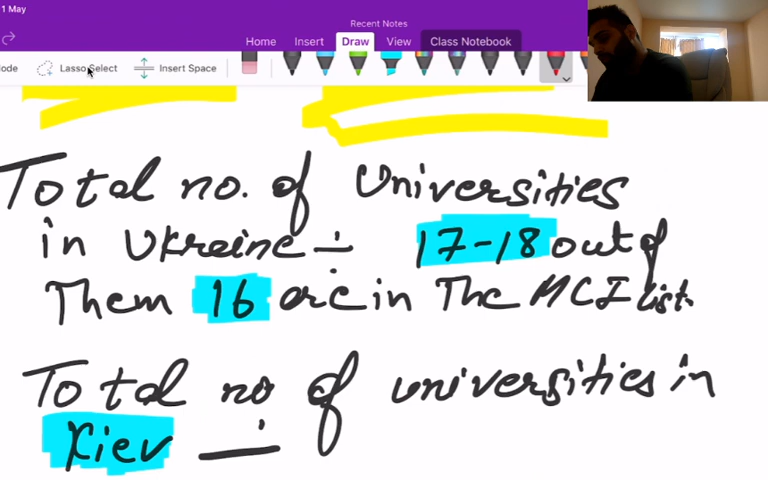 1 May
Recent Notes
Home Insert Draw View Class Notebook
ode Lasso Select Insert Space
Total no. of Universities
in Ukraine ÷ 17-18 out of
Them 16 are in The MCI list.
Total no of universities in
Kiev ÷